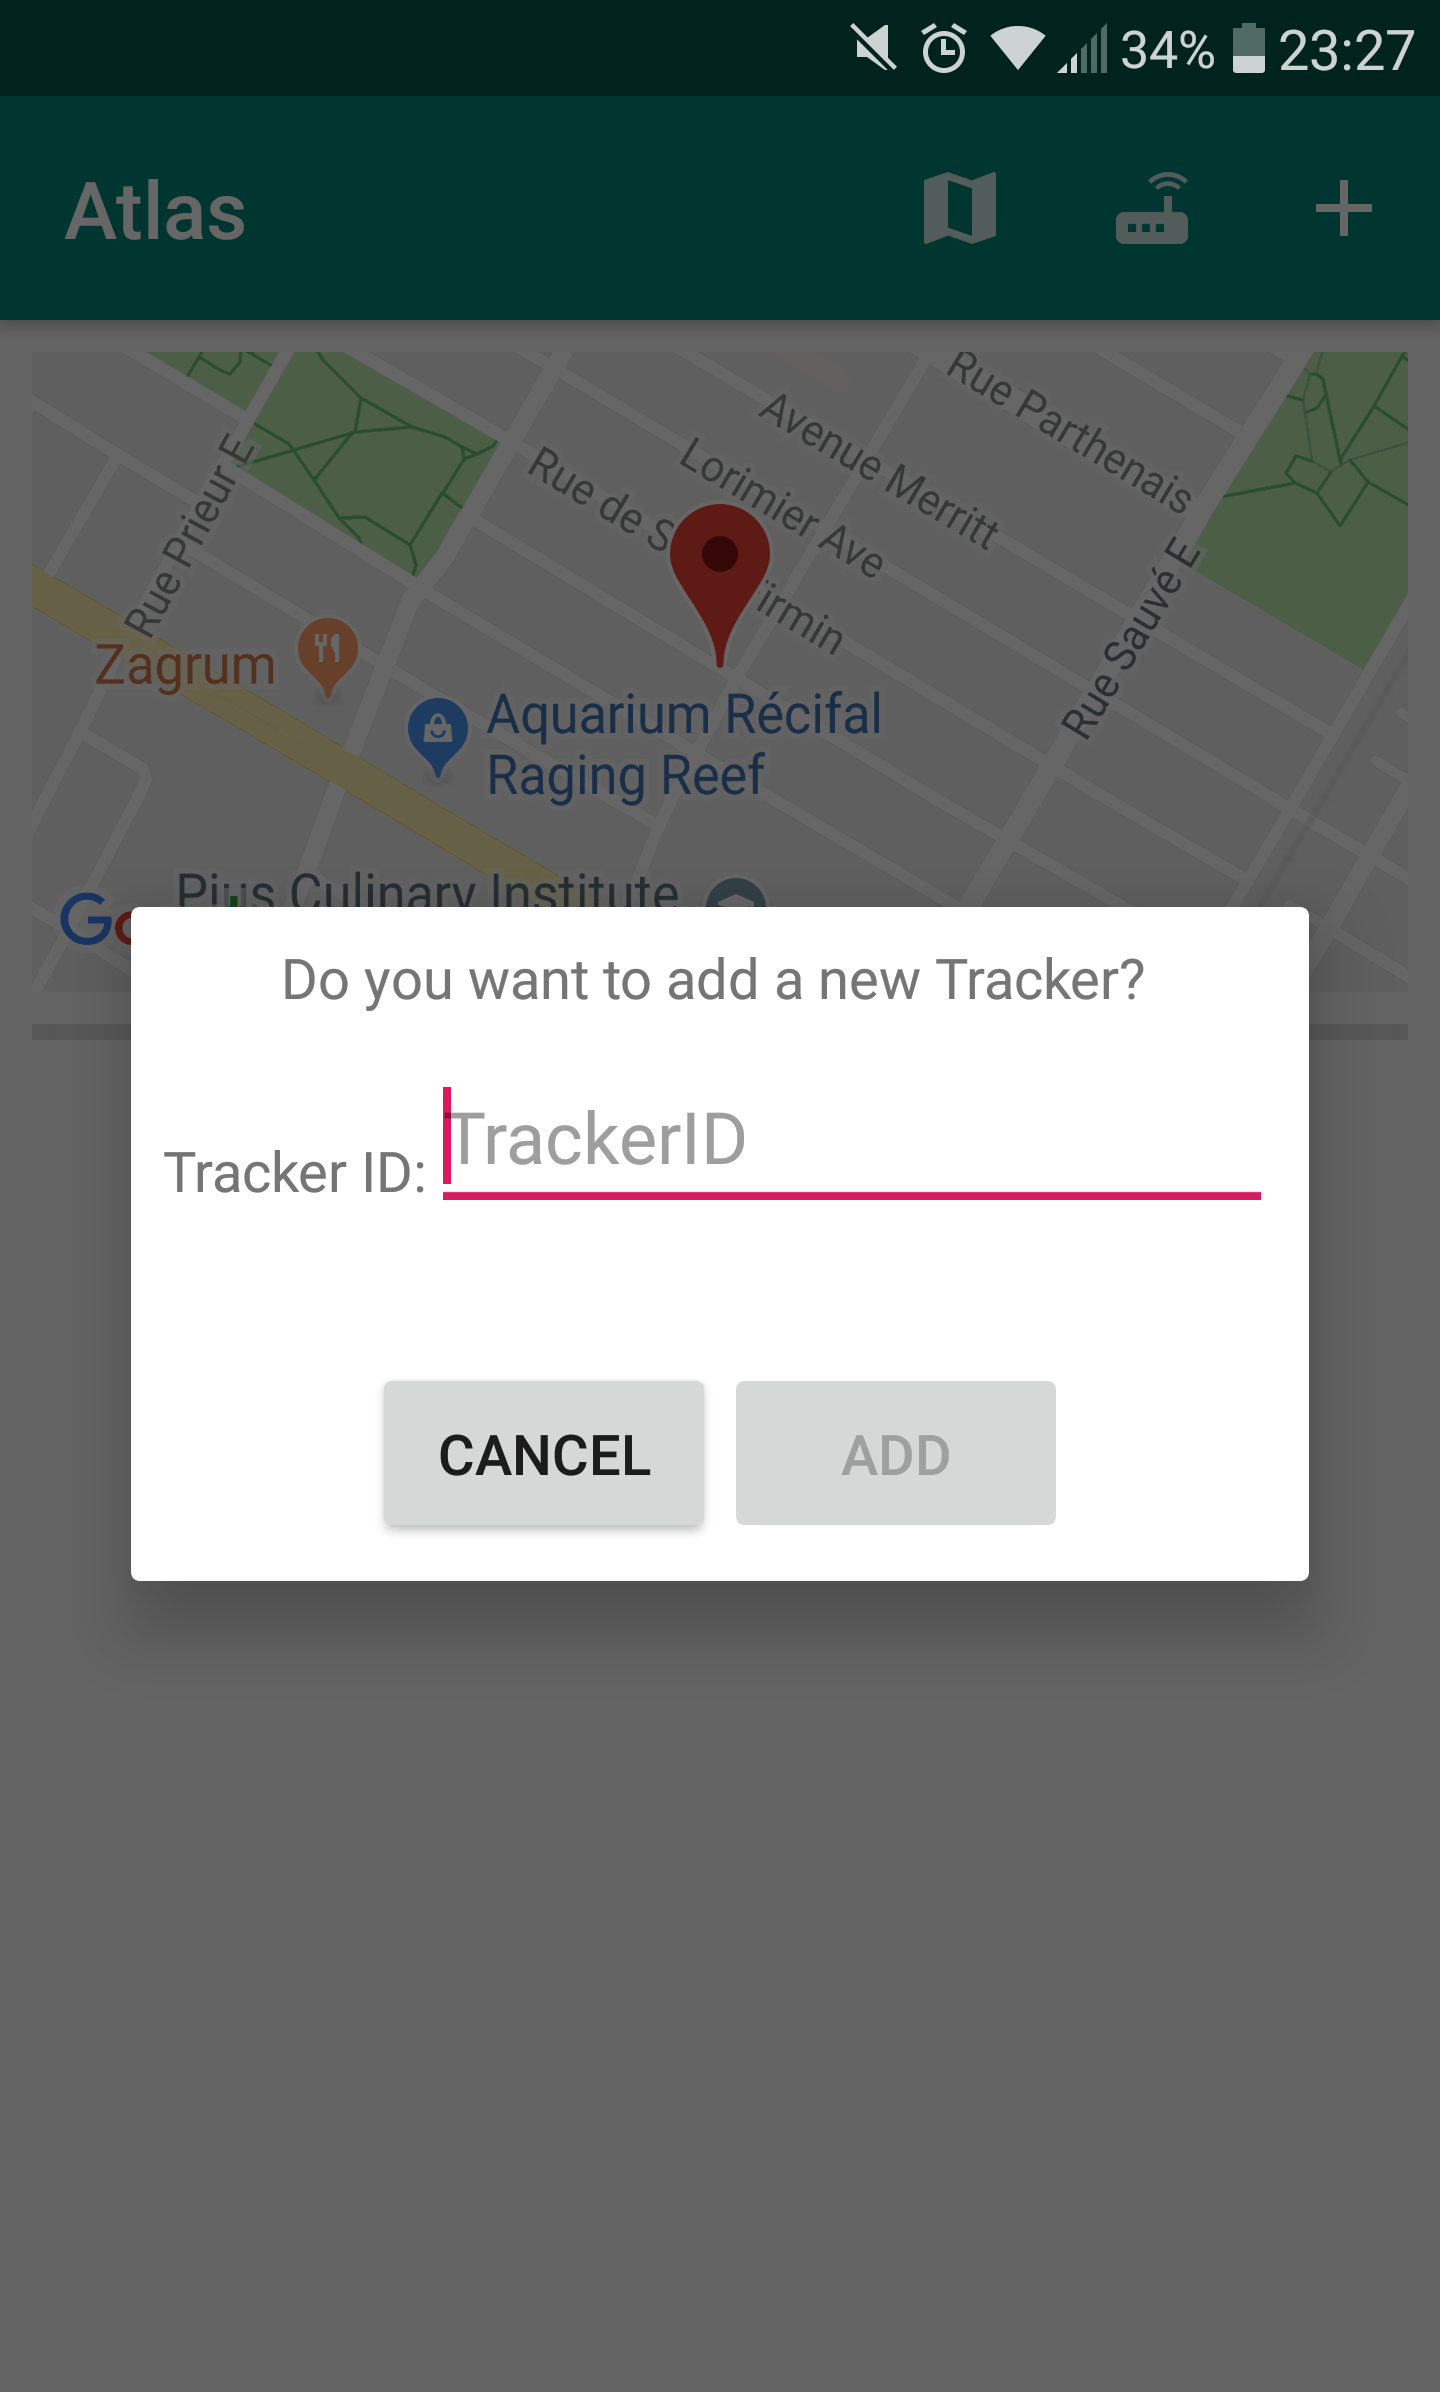 34% 23:27
Atlas
Rue Parthenais
Avenue Merritt
Lorimier Ave
Rue de S
irmin
Rue Prieur E
Rue Sauvé E
Zagrum
Aquarium Récifal
Raging Reef
Pius Culinary Institute
Go
Do you want to add a new Tracker?
Tracker ID: TrackerID
CANCEL ADD